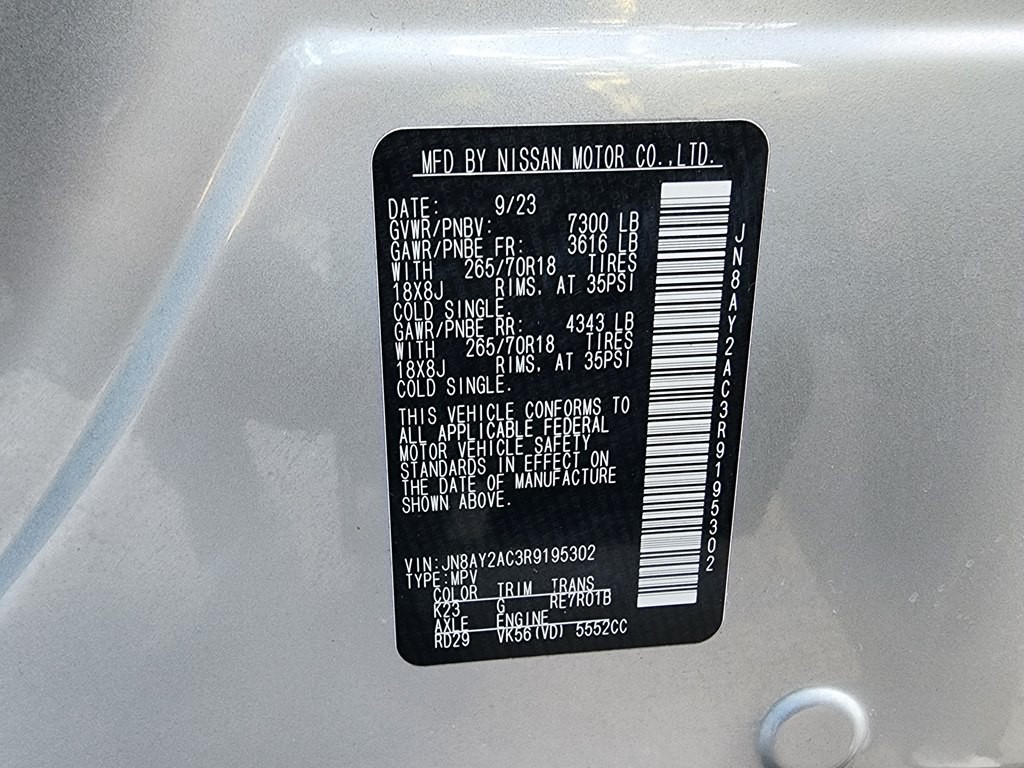 MFD BY NISSAN MOTOR CO.,LTD.
DATE: 9/23
GVWR/PNBV: 7300 LB
GAWR/PNBE FR: 3616 LB
WITH 265/70R18 TIRES
18X8J RIMS, AT 35PSI
COLD SINGLE.
GAWR/PNBE RR: 4343 LB
WITH 265/70R18 TIRES
18X8J RIMS, AT 35PSI
COLD SINGLE.
THIS VEHICLE CONFORMS TO
ALL APPLICABLE FEDERAL
MOTOR VEHICLE SAFETY
STANDARDS IN EFFECT ON
THE DATE OF MANUFACTURE
SHOWN ABOVE.
VIN:JN8AY2AC3R9195302
TYPE:MPV
COLOR TRIM TRANS
K23 G RE7R01B
AXLE ENGINE
RD29 VK56(VD) 5552CC
JN8AY2AC3R9195302